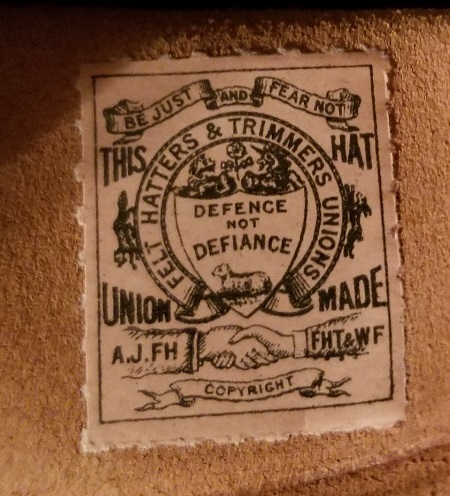 BE JUST AND FEAR NOT
THIS HAT
FELT HATTERS & TRIMMERS UNIONS
DEFENCE
NOT
DEFIANCE
UNION MADE
A.J.FH FHT&WF
COPYRIGHT